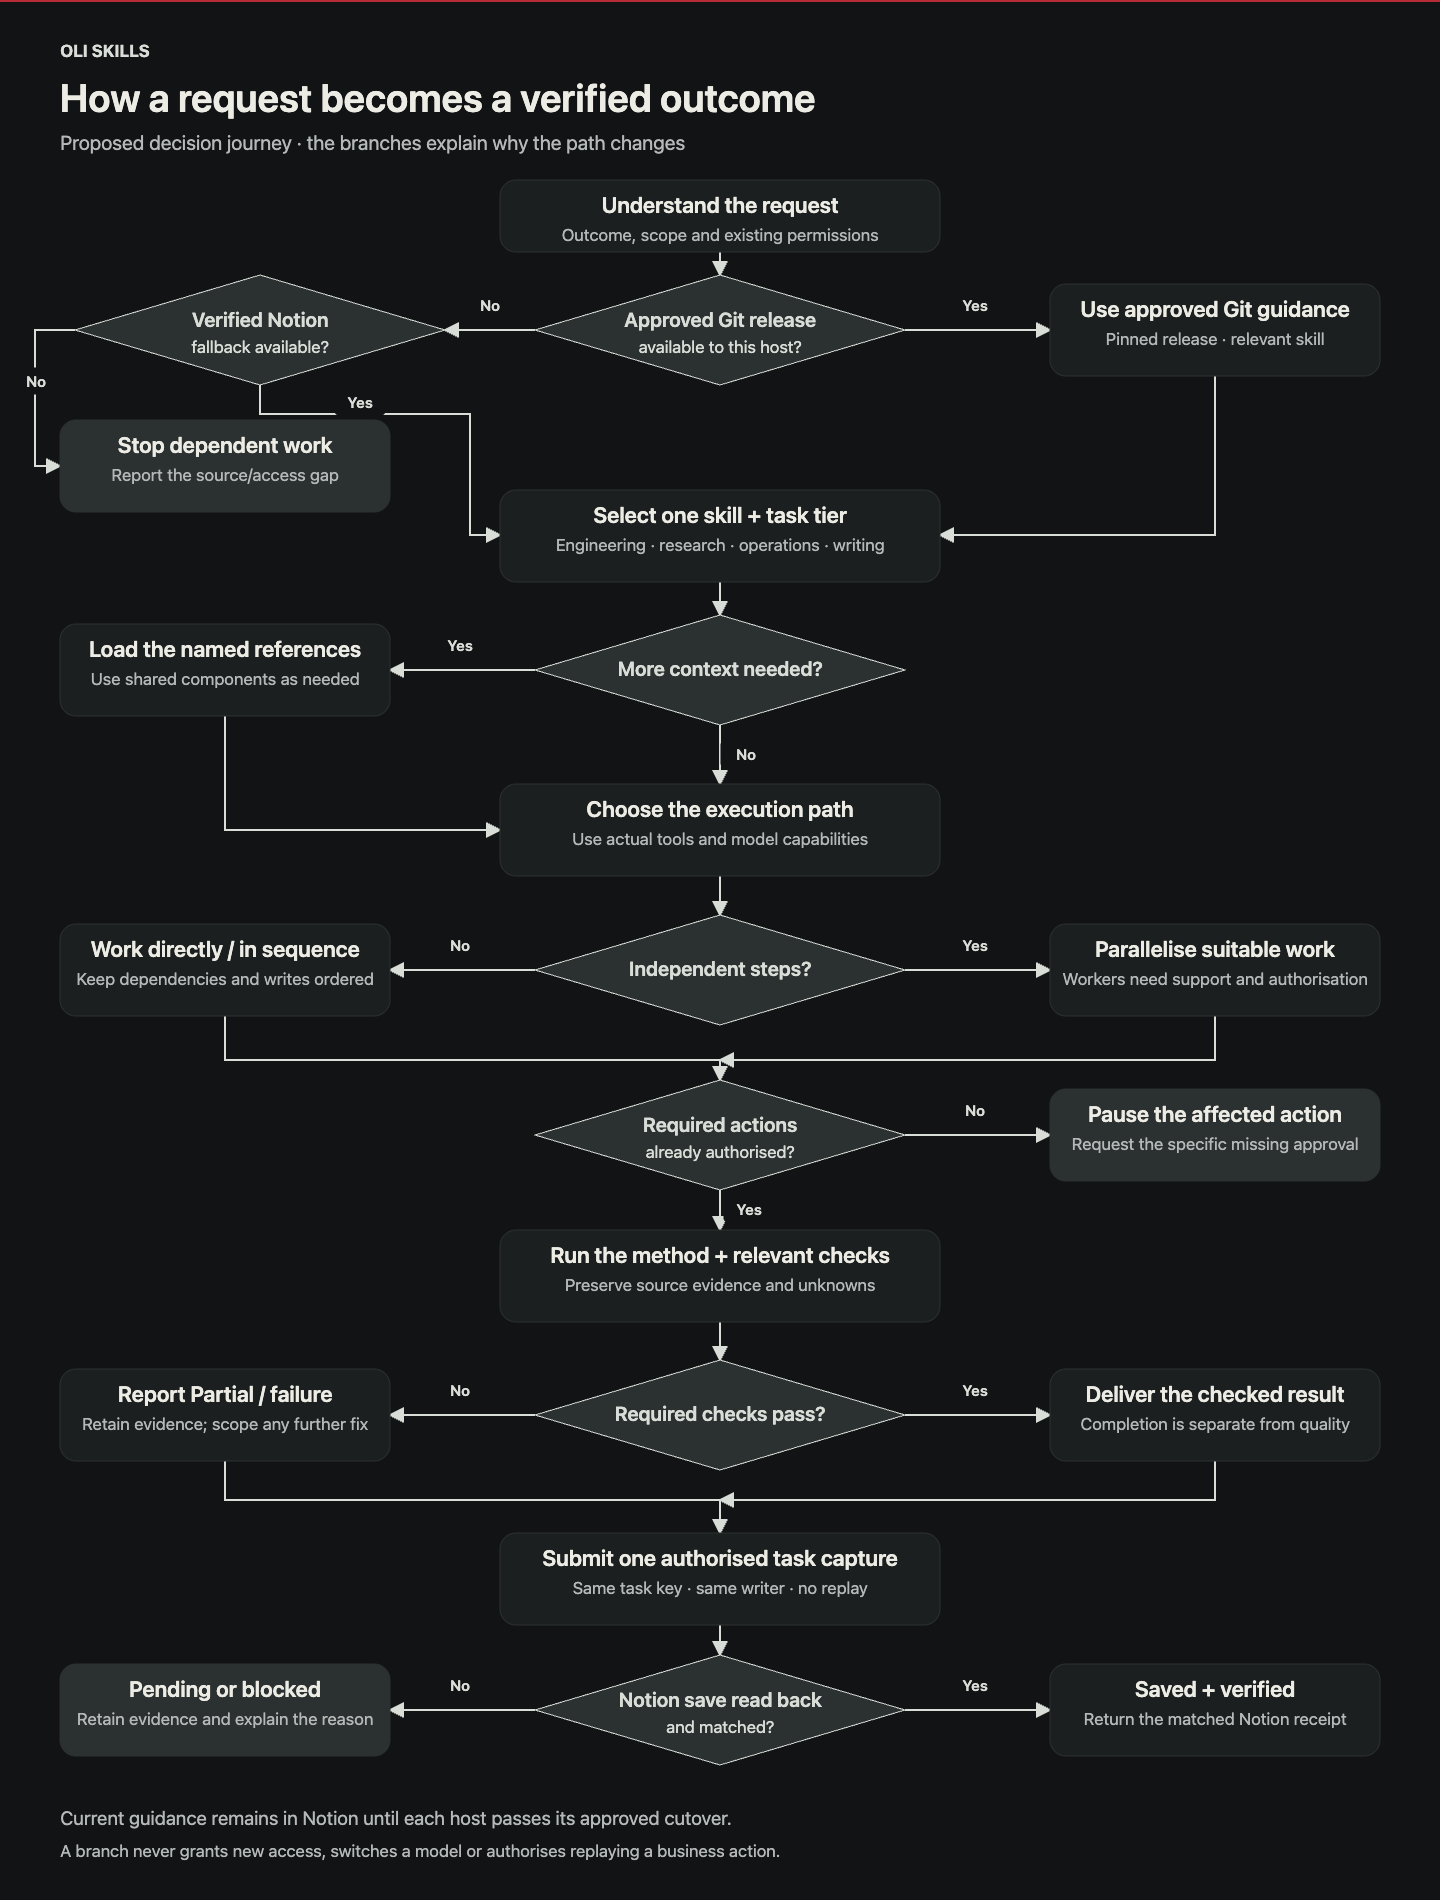 OLI SKILLS
How a request becomes a verified outcome
Proposed decision journey · the branches explain why the path changes
Understand the request
Outcome, scope and existing permissions
Verified Notion
fallback available?
No
Approved Git release
available to this host?
Yes
Use approved Git guidance
Pinned release · relevant skill
No
Yes
Stop dependent work
Report the source/access gap
Select one skill + task tier
Engineering · research · operations · writing
Load the named references
Use shared components as needed
Yes
More context needed?
No
Choose the execution path
Use actual tools and model capabilities
Work directly / in sequence
Keep dependencies and writes ordered
No
Independent steps?
Yes
Parallelise suitable work
Workers need support and authorisation
Required actions
already authorised?
No
Pause the affected action
Request the specific missing approval
Yes
Run the method + relevant checks
Preserve source evidence and unknowns
Report Partial / failure
Retain evidence; scope any further fix
No
Required checks pass?
Yes
Deliver the checked result
Completion is separate from quality
Submit one authorised task capture
Same task key · same writer · no replay
Pending or blocked
Retain evidence and explain the reason
No
Notion save read back
and matched?
Yes
Saved + verified
Return the matched Notion receipt
Current guidance remains in Notion until each host passes its approved cutover.
A branch never grants new access, switches a model or authorises replaying a business action.